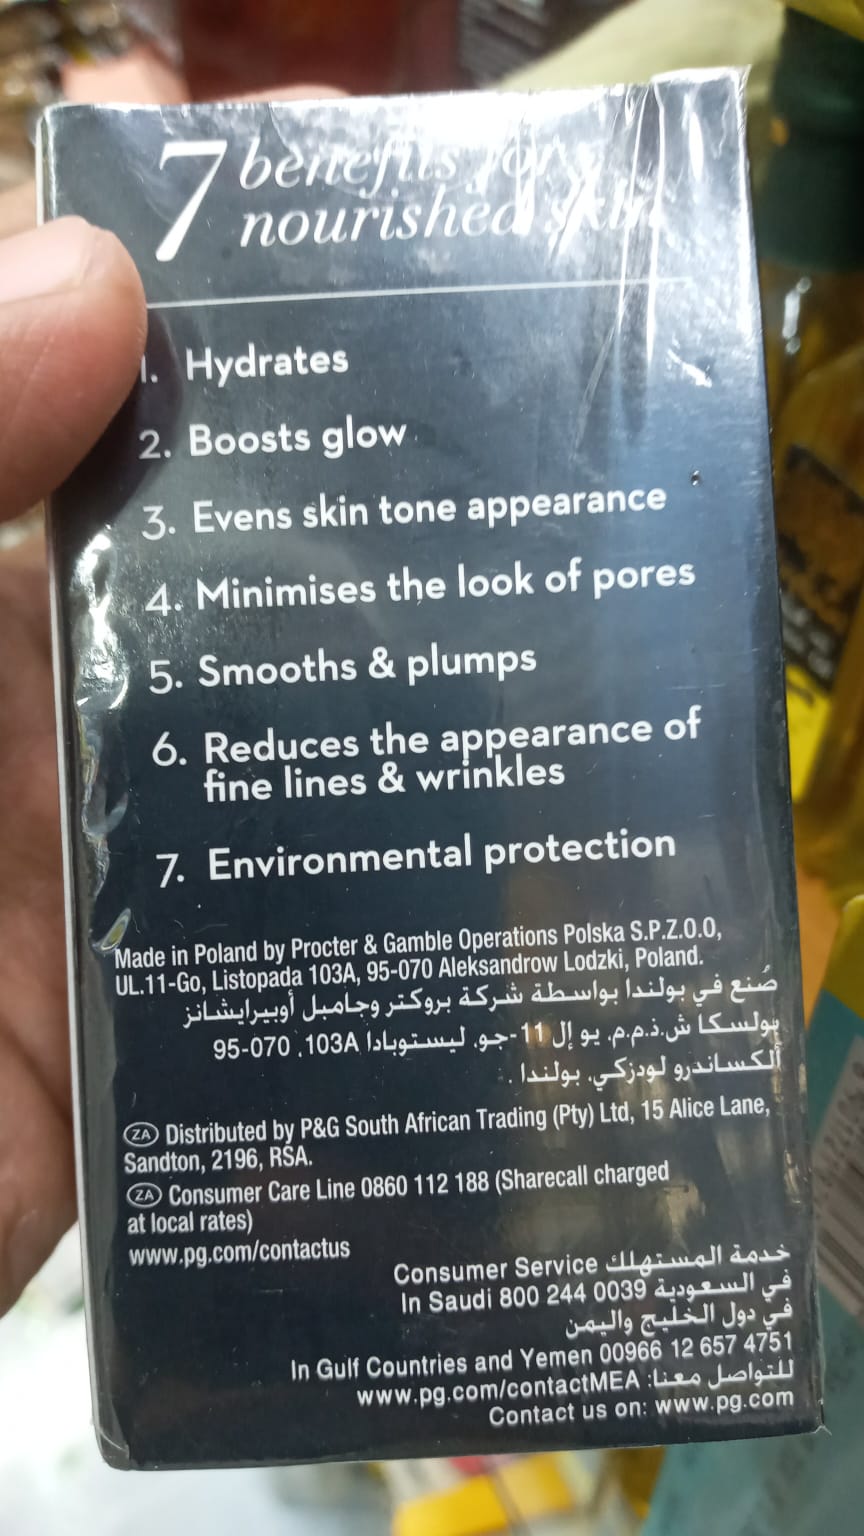 7 benefits for
nourished skin
1. Hydrates
2. Boosts glow
3. Evens skin tone appearance
4. Minimises the look of pores
5. Smooths & plumps
6. Reduces the appearance of
fine lines & wrinkles
7. Environmental protection
Made in Poland by Procter & Gamble Operations Polska S.P.Z.O.O,
UL.11-Go, Listopada 103A, 95-070 Aleksandrow Lodzki, Poland.
صُنع في بولندا بواسطة شركة بروكتر وجامبل أوبيرايشانز
بولسكا ش.ذ.م.م. يو إل 11-جو. ليستوبادا 103A. 95-070
ألكساندرو لودزكي. بولندا .
ZA Distributed by P&G South African Trading (Pty) Ltd, 15 Alice Lane,
Sandton, 2196, RSA.
ZA Consumer Care Line 0860 112 188 (Sharecall charged
at local rates)
www.pg.com/contactus
Consumer Service خدمة المستهلك
In Saudi 800 244 0039 في السعودية
في دول الخليج واليمن
In Gulf Countries and Yemen 00966 12 657 4751
www.pg.com/contactMEA :للتواصل معنا
Contact us on: www.pg.com